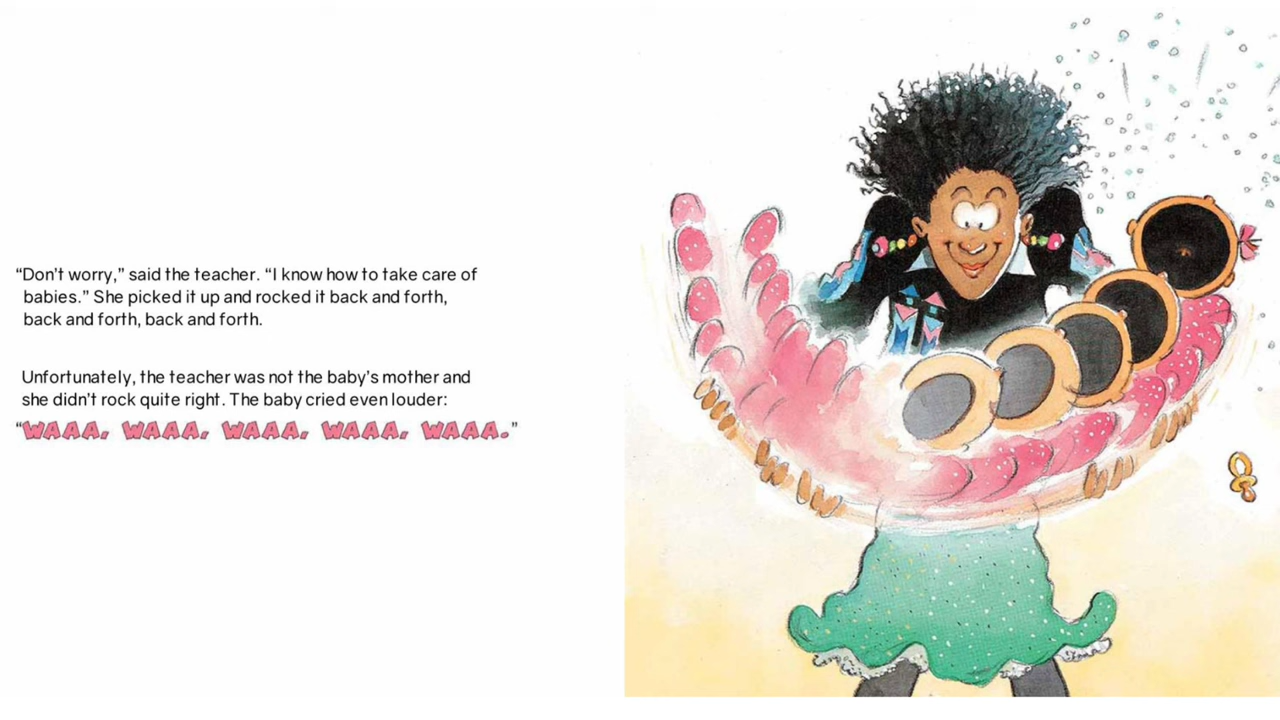 “Don’t worry,” said the teacher. “I know how to take care of
babies.” She picked it up and rocked it back and forth,
back and forth, back and forth.
Unfortunately, the teacher was not the baby’s mother and
she didn’t rock quite right. The baby cried even louder:
“WAAA, WAAA, WAAA, WAAA, WAAA.”